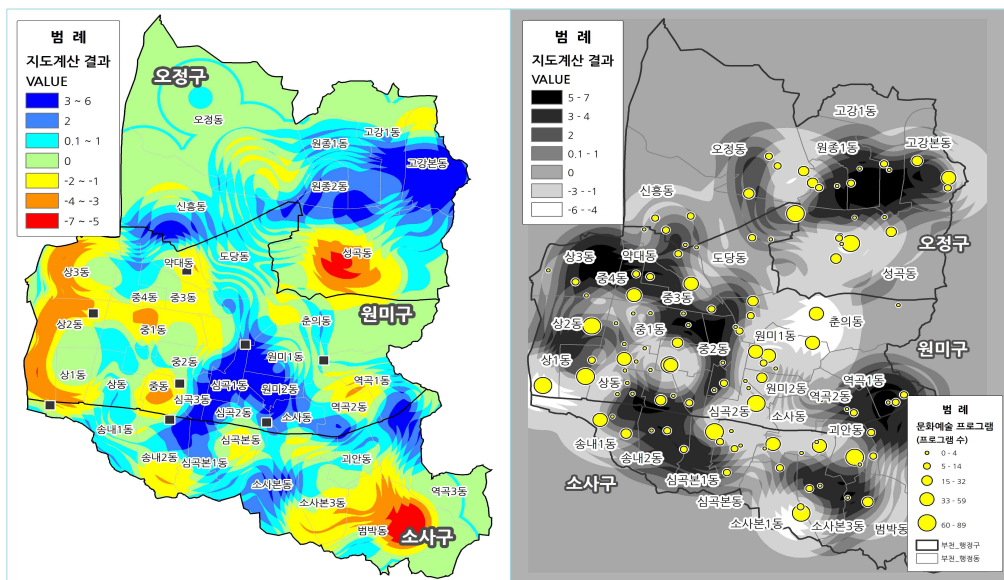 범 례
지도계산 결과
VALUE
3 ~ 6
2
0.1 ~ 1
0
-2 ~ -1
-4 ~ -3
-7 ~ -5
오정구
오정동
고강1동
원종1동
고강본동
원종2동
신흥동
성곡동
약대동
도당동
상3동
중4동
중3동
원미구
상2동
중1동
춘의동
중2동
원미1동
상1동
상동
중동
심곡1동
원미2동
역곡1동
심곡3동
역곡2동
심곡2동
소사동
송내1동
심곡본동
송내2동
심곡본1동
괴안동
소사본동
역곡3동
소사본3동
범박동
소사구
범 례
지도계산 결과
VALUE
5 - 7
3 - 4
2
0.1 - 1
0
-3 - -1
-6 - -4
고강1동
오정동
원종1동
고강본동
신흥동
오정구
상3동
약대동
도당동
성곡동
중4동
중3동
상2동
중1동
춘의동
원미1동
원미구
중2동
상1동
상동
원미2동
역곡1동
역곡2동
심곡2동
소사동
송내1동
괴안동
송내2동
심곡본1동
소사구
심곡본동
소사본1동
소사본3동
범박동
범 례
문화예술 프로그램
(프로그램 수)
0 - 4
5 - 14
15 - 32
33 - 59
60 - 89
부천_행정구
부천_행정동